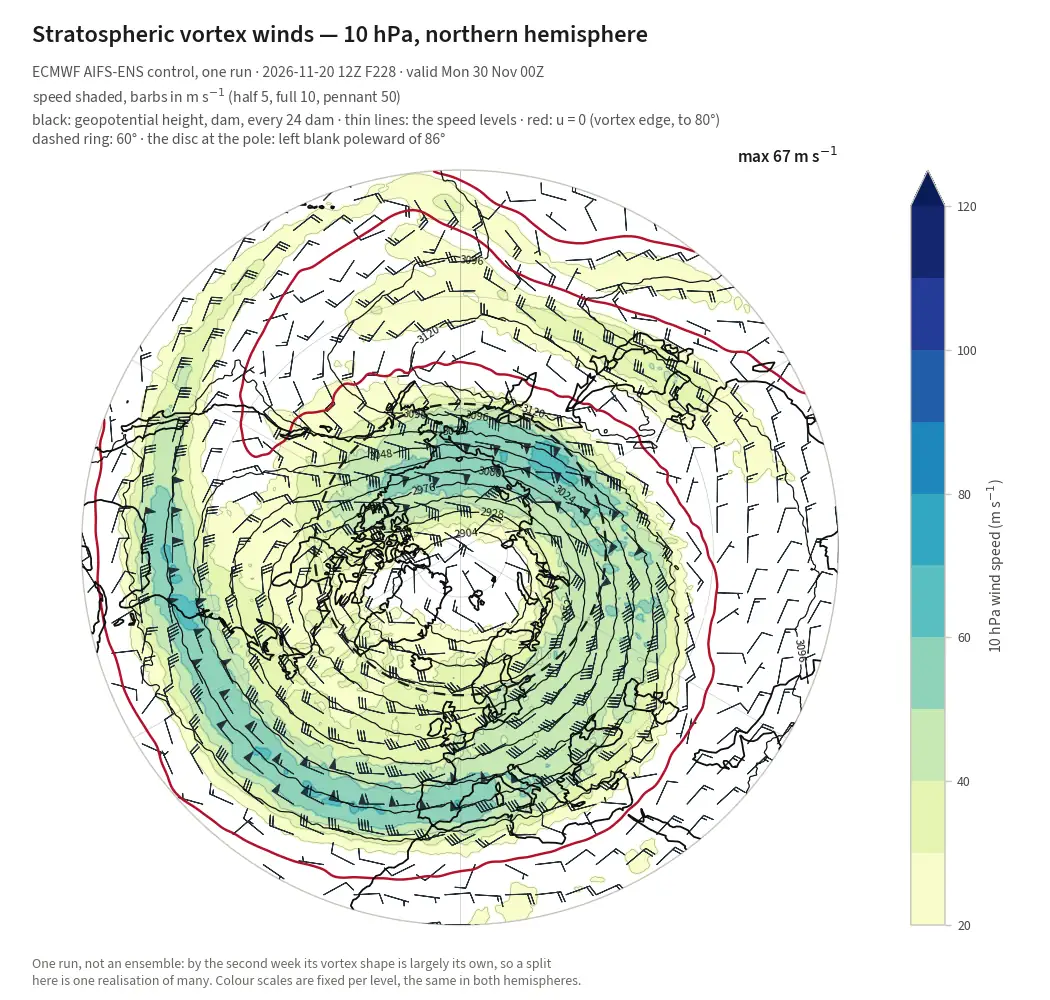 Stratospheric vortex winds — 10 hPa, northern hemisphere
ECMWF AIFS-ENS control, one run · 2026-11-20 12Z F228 · valid Mon 30 Nov 00Z
speed shaded, barbs in m s⁻¹ (half 5, full 10, pennant 50)
black: geopotential height, dam, every 24 dam · thin lines: the speed levels · red: u = 0 (vortex edge, to 80°)
dashed ring: 60° · the disc at the pole: left blank poleward of 86°
max 67 m s⁻¹
120
100
80
60
40
20
10 hPa wind speed (m s⁻¹)
3096
3120
3120
3048
2976
3024
2928
2904
3096
One run, not an ensemble: by the second week its vortex shape is largely its own, so a split
here is one realisation of many. Colour scales are fixed per level, the same in both hemispheres.